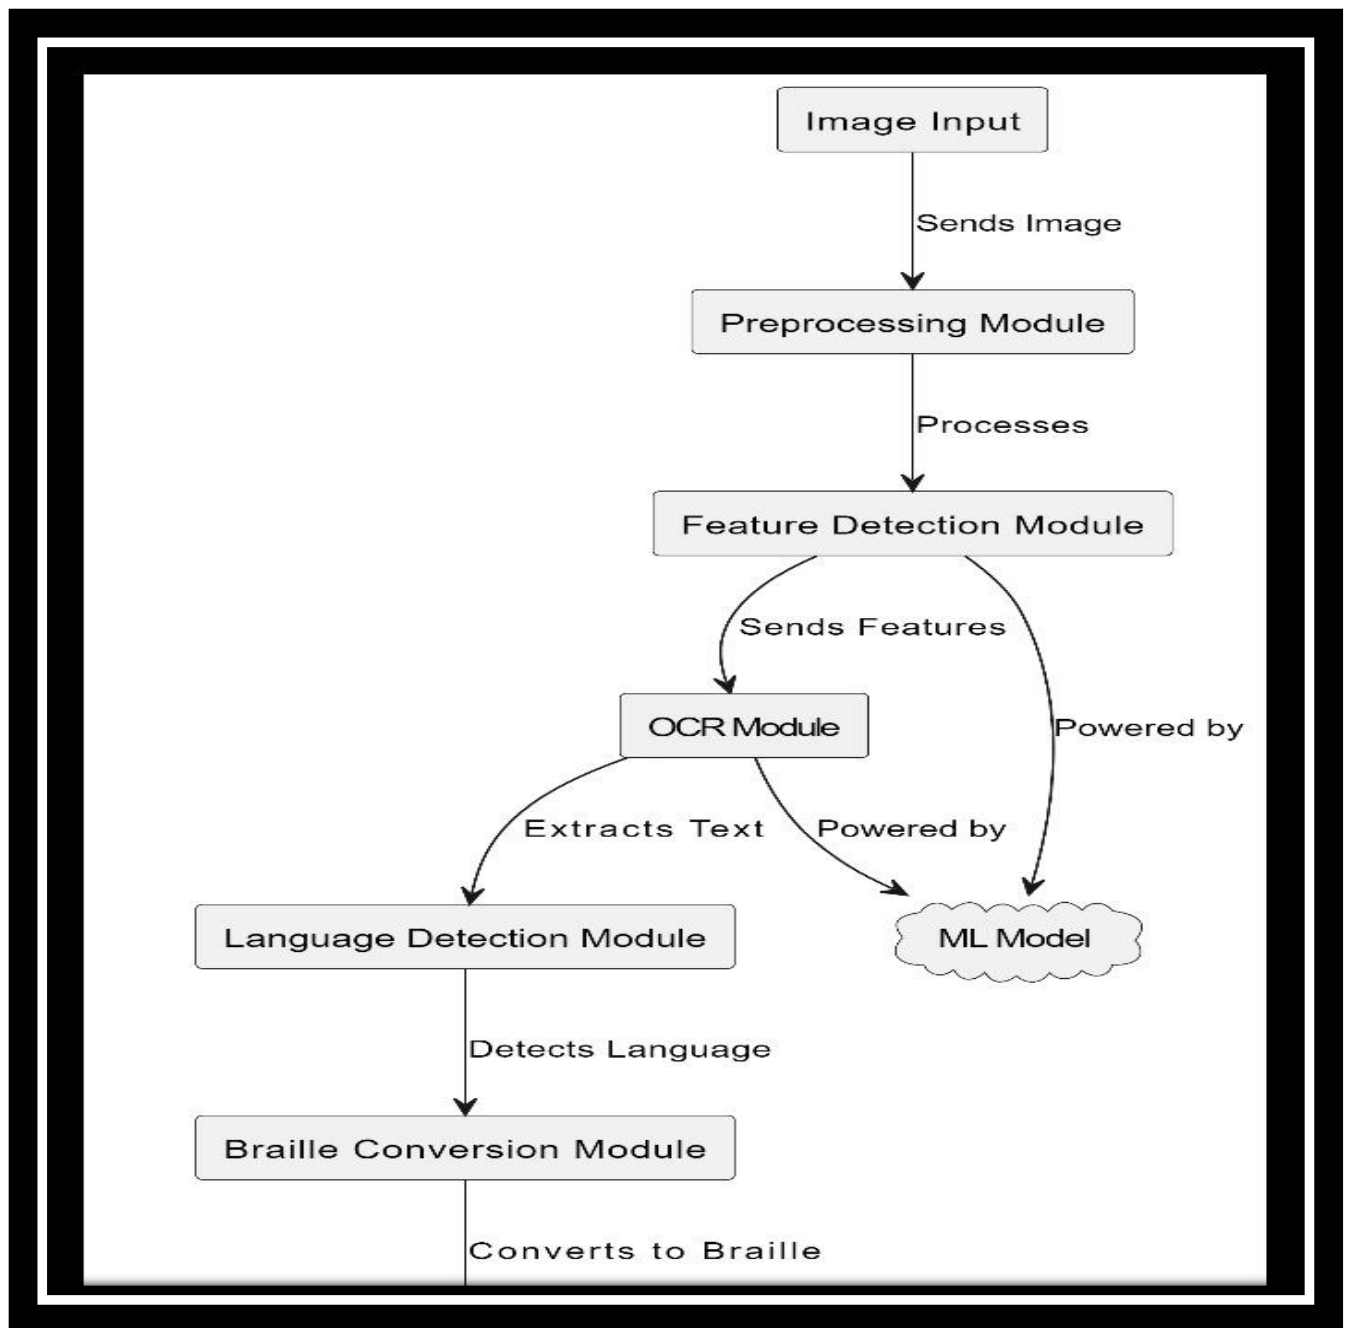 Image Input
Sends Image
Preprocessing Module
Processes
Feature Detection Module
Sends Features
OCR Module
Powered by
Extracts Text
Powered by
Language Detection Module
ML Model
Detects Language
Braille Conversion Module
Converts to Braille